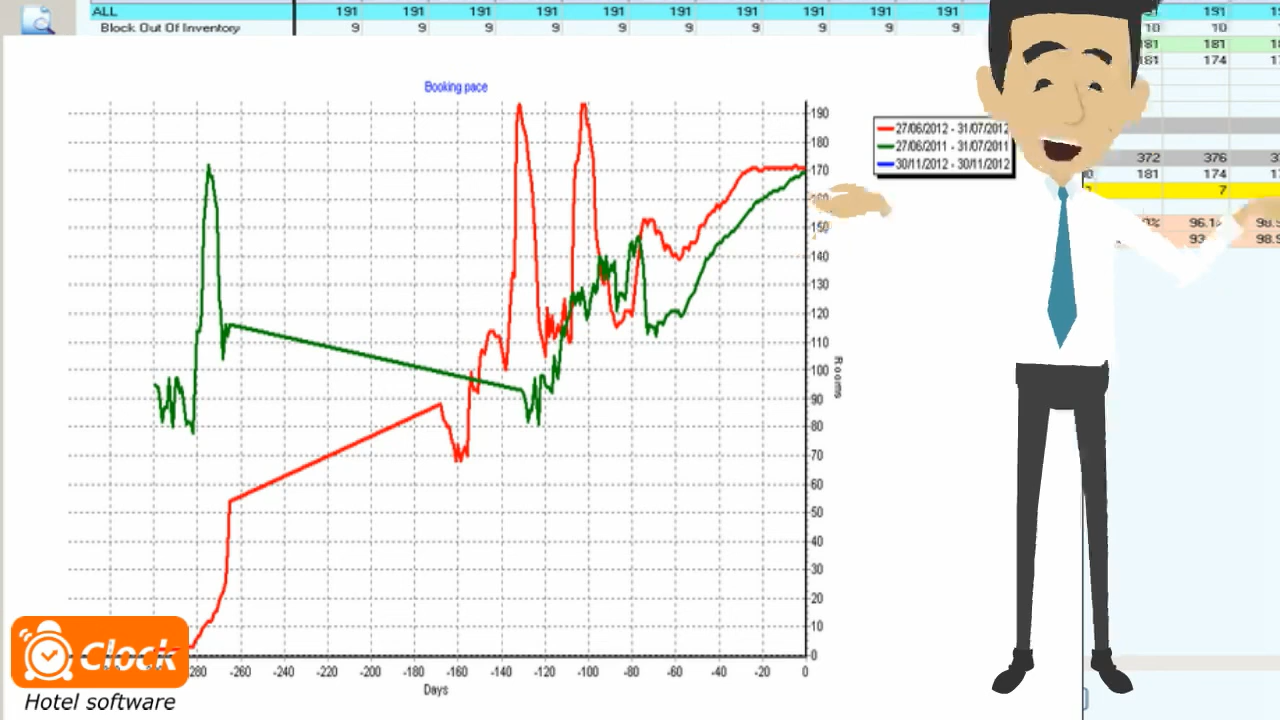 ALL 191 191 191 191 191 191 191 191 191 191 191
Block Out Of Inventory 9 9 9 9 9 9 9 9 9 9 10 10
181 181
181 174
372 376
181 174
7
Booking pace
27/06/2012 - 31/07/2012
27/06/2011 - 31/07/2011
30/11/2012 - 30/11/2012
190
180
170
150
140
130
120
110
100
90
80
70
60
50
40
30
20
10
0
Rooms
-260 -240 -220 -200 -180 -160 -140 -120 -100 -80 -60 -40 -20 0
Days
Clock
Hotel software